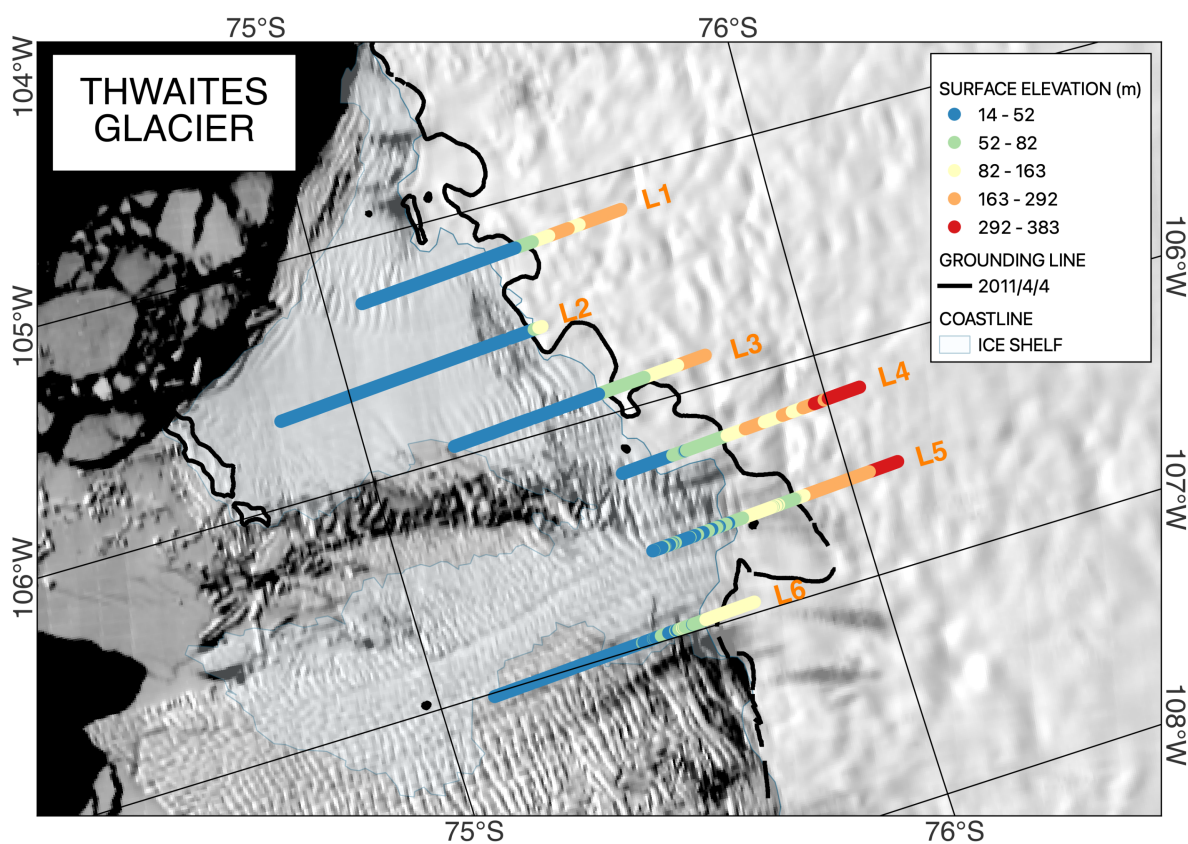 75°S
76°S
104°W
THWAITES
GLACIER
SURFACE ELEVATION (m)
14 - 52
52 - 82
82 - 163
163 - 292
292 - 383
GROUNDING LINE
2011/4/4
COASTLINE
ICE SHELF
L1
106°W
105°W
L2
L3
L4
L5
107°W
106°W
L6
108°W
75°S
76°S